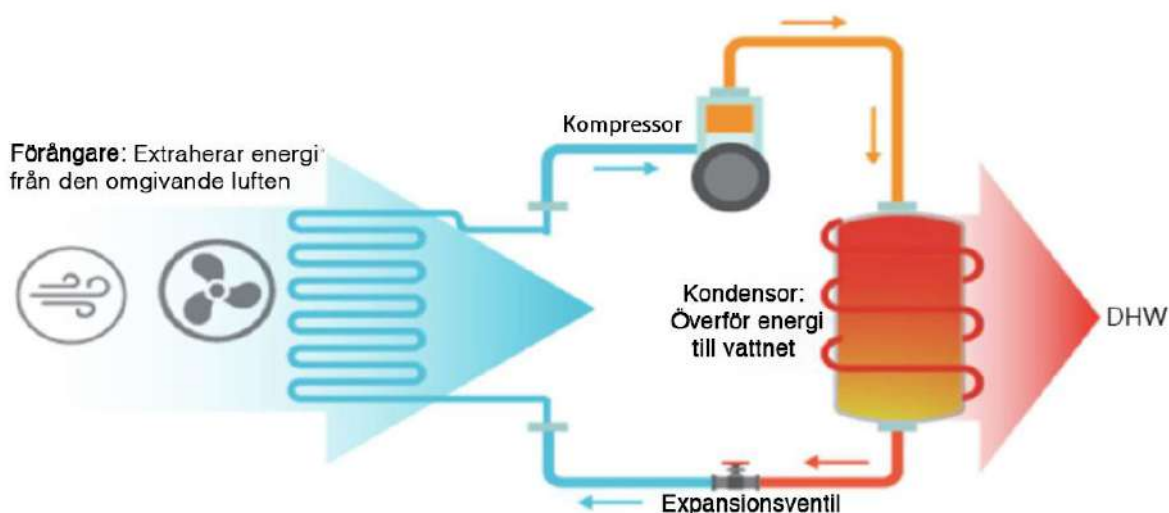 Förångare: Extraherar energi
från den omgivande luften
Kompressor
Kondensor:
Överför energi
till vattnet
DHW
Expansionsventil